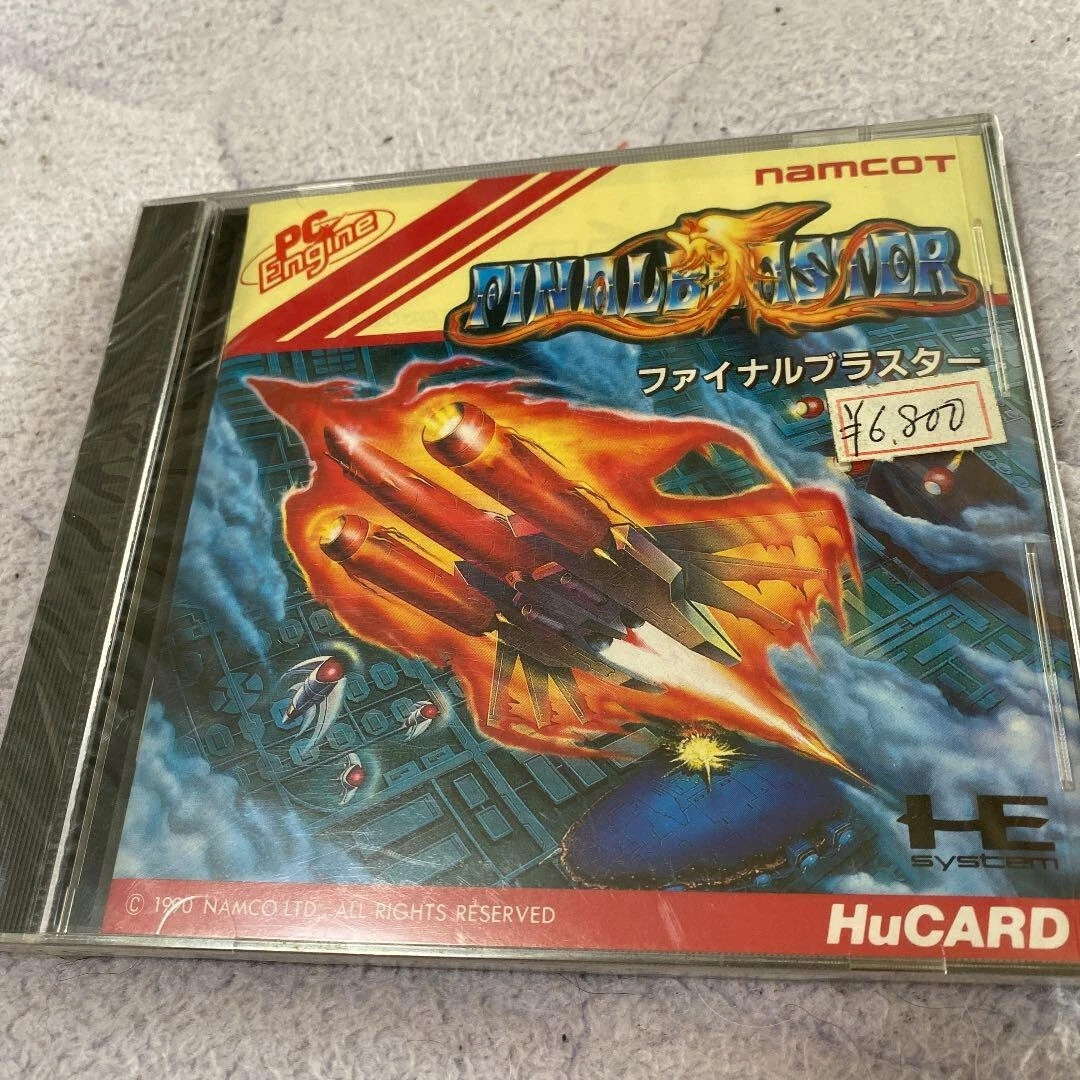 PC Engine
namcoT
FINAL BLASTER
ファイナルブラスター
¥6,800
HE
system
© 1990 NAMCO LTD. ALL RIGHTS RESERVED
HuCARD